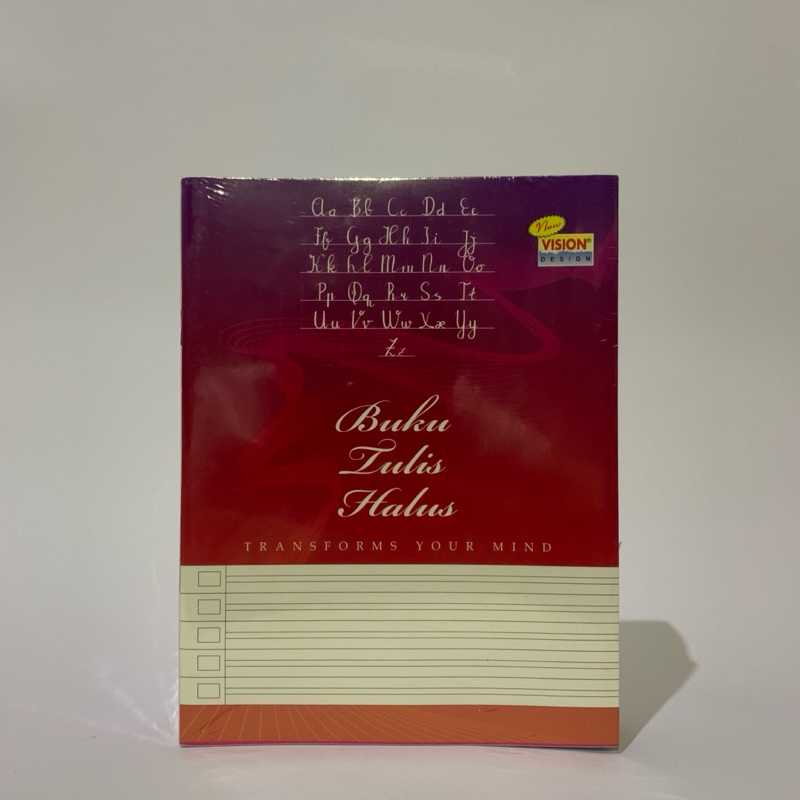 Aa Bb Cc Dd Ee
Ff Gg Hh Ii Jj
Kk Ll Mm Nn Oo
Pp Qq Rr Ss Tt
Uu Vv Ww Xx Yy
Zz
New
VISION®
DESIGN
Buku
Tulis
Halus
TRANSFORMS YOUR MIND